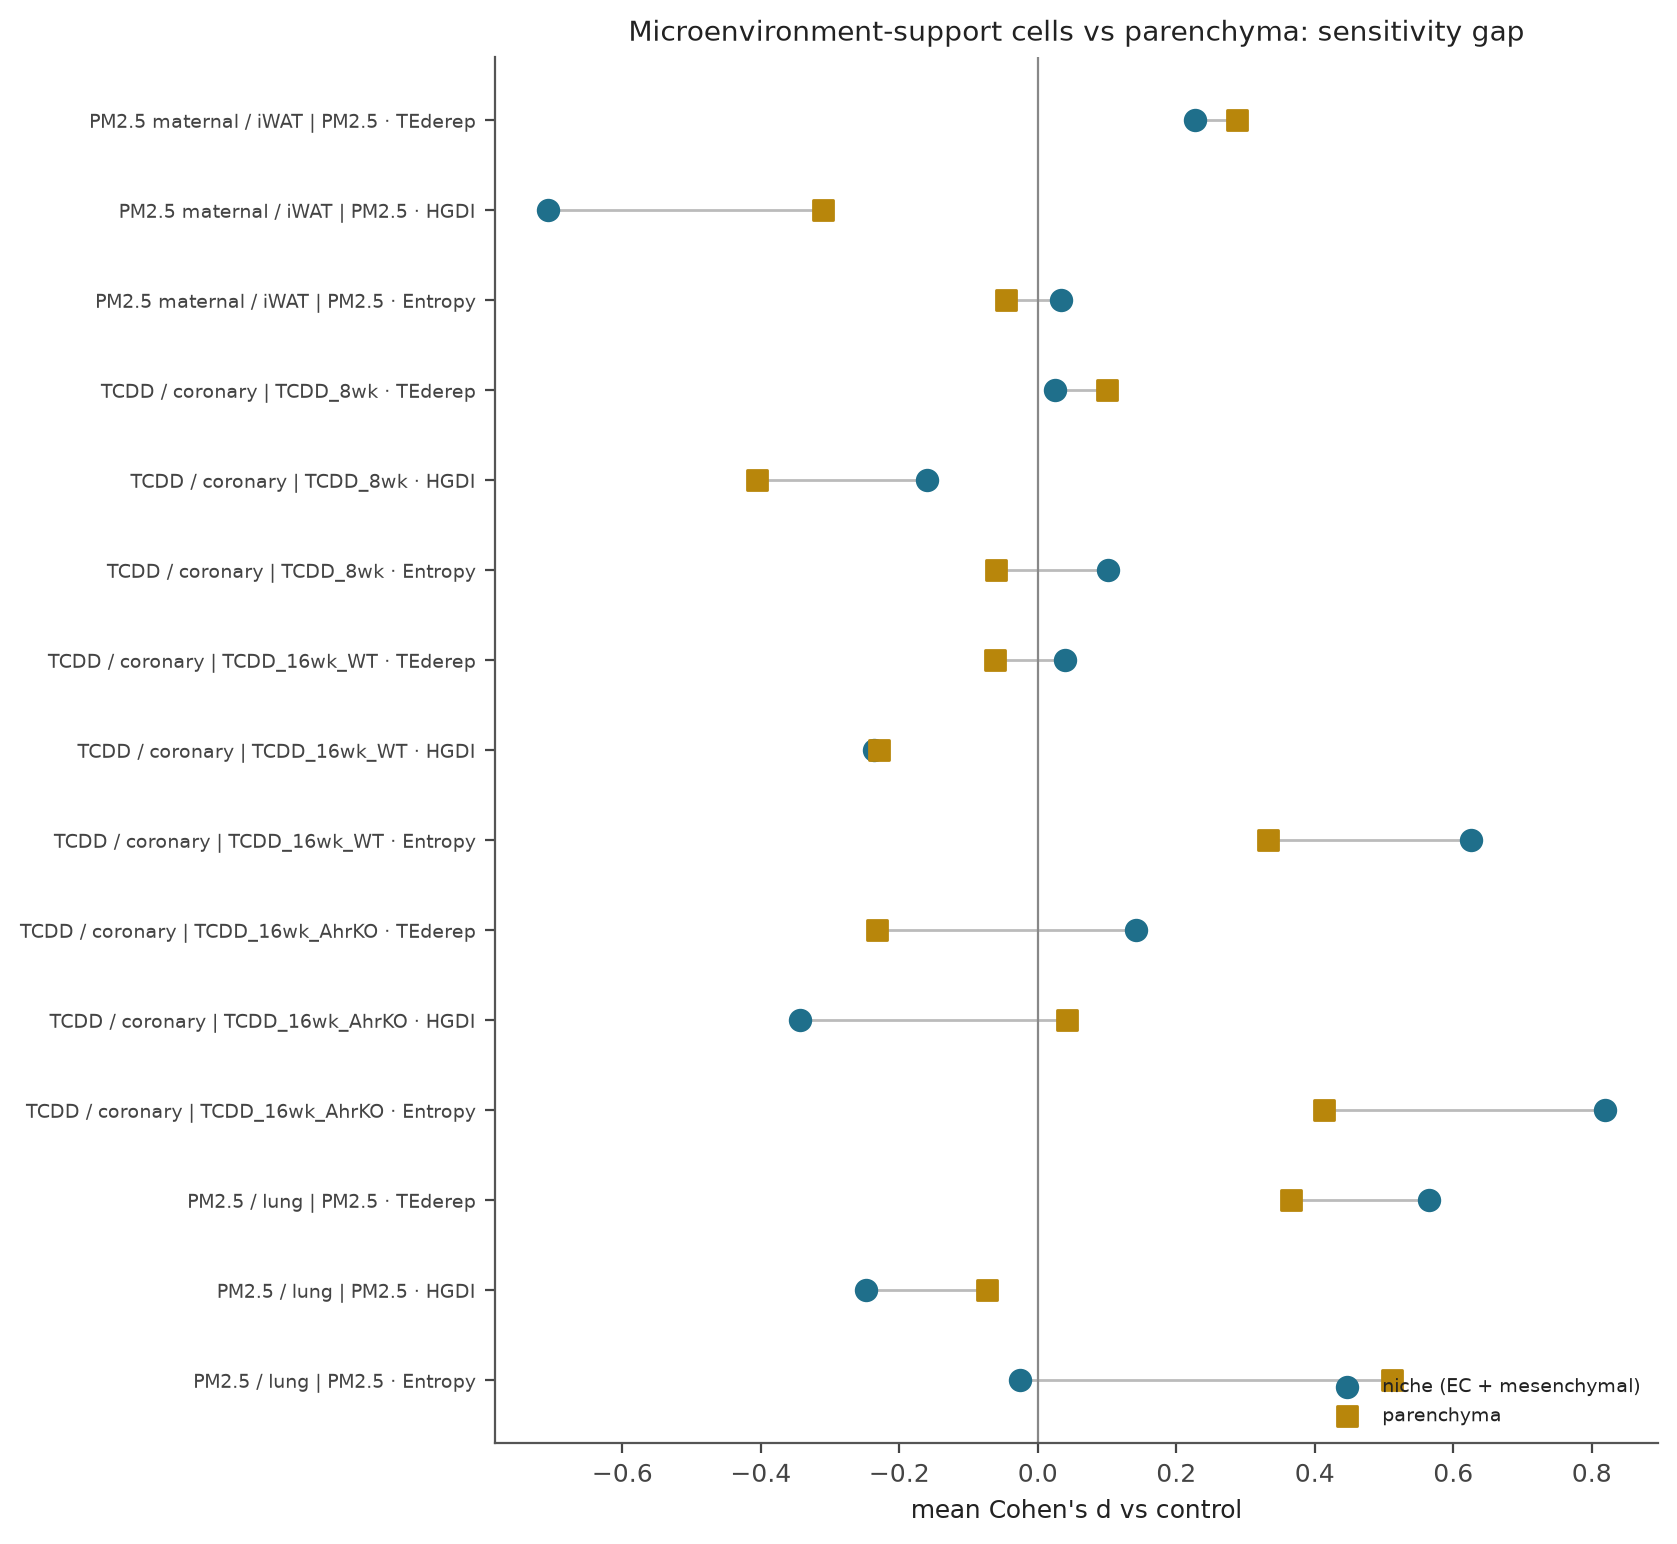 Microenvironment-support cells vs parenchyma: sensitivity gap
PM2.5 maternal / iWAT | PM2.5 · TEderep
PM2.5 maternal / iWAT | PM2.5 · HGDI
PM2.5 maternal / iWAT | PM2.5 · Entropy
TCDD / coronary | TCDD_8wk · TEderep
TCDD / coronary | TCDD_8wk · HGDI
TCDD / coronary | TCDD_8wk · Entropy
TCDD / coronary | TCDD_16wk_WT · TEderep
TCDD / coronary | TCDD_16wk_WT · HGDI
TCDD / coronary | TCDD_16wk_WT · Entropy
TCDD / coronary | TCDD_16wk_AhrKO · TEderep
TCDD / coronary | TCDD_16wk_AhrKO · HGDI
TCDD / coronary | TCDD_16wk_AhrKO · Entropy
PM2.5 / lung | PM2.5 · TEderep
PM2.5 / lung | PM2.5 · HGDI
PM2.5 / lung | PM2.5 · Entropy
niche (EC + mesenchymal)
parenchyma
−0.6 −0.4 −0.2 0.0 0.2 0.4 0.6 0.8
mean Cohen's d vs control